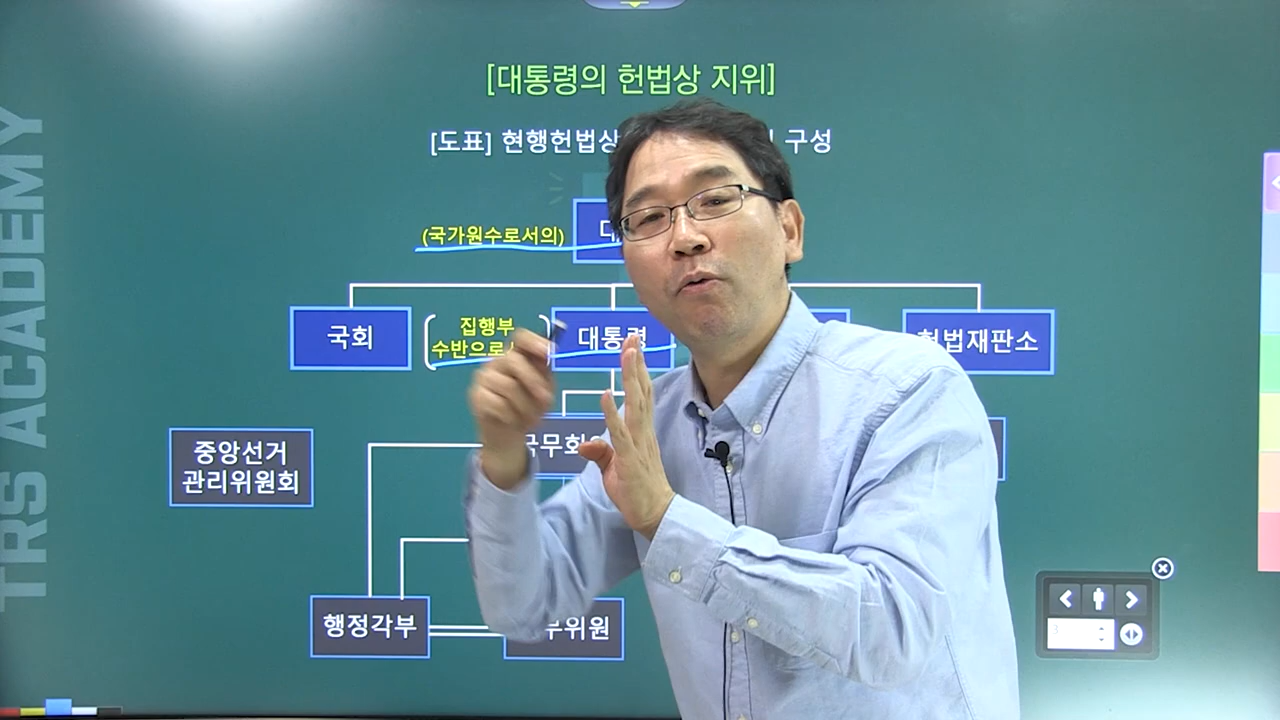 [대통령의 헌법상 지위]
[도표] 현행헌법상 구성
(국가원수로서의)
국회
집행부
대통령
헌법재판소
중앙선거
관리위원회
행정각부
TRS ACADEMY
3